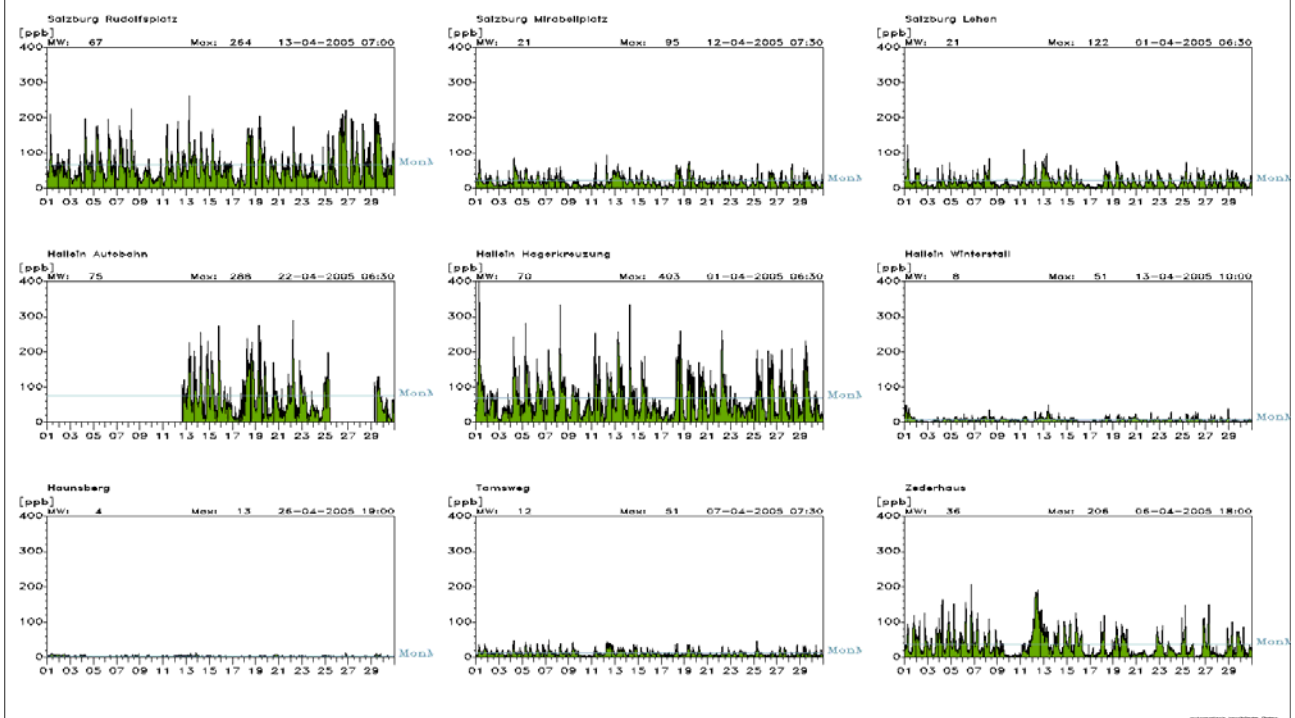 Salzburg Rudolfsplatz
[ppb]
MW: 67 Max: 264 13-04-2005 07:00
400
300
200
100
0
MonM
01 03 05 07 09 11 13 15 17 19 21 23 25 27 29
Salzburg Mirabellplatz
[ppb]
MW: 21 Max: 95 12-04-2005 07:30
400
300
200
100
0
MonM
01 03 05 07 09 11 13 15 17 19 21 23 25 27 29
Salzburg Lehen
[ppb]
MW: 21 Max: 122 01-04-2005 06:30
400
300
200
100
0
MonM
01 03 05 07 09 11 13 15 17 19 21 23 25 27 29
Hallein Autobahn
[ppb]
MW: 75 Max: 288 22-04-2005 06:30
400
300
200
100
0
MonM
01 03 05 07 09 11 13 15 17 19 21 23 25 27 29
Hallein Hagerkreuzung
[ppb]
MW: 70 Max: 403 01-04-2005 06:30
400
300
200
100
0
MonM
01 03 05 07 09 11 13 15 17 19 21 23 25 27 29
Hallein Winterstall
[ppb]
MW: 8 Max: 51 13-04-2005 10:00
400
300
200
100
0
MonM
01 03 05 07 09 11 13 15 17 19 21 23 25 27 29
Haunsberg
[ppb]
MW: 4 Max: 13 26-04-2005 19:00
400
300
200
100
0
MonM
01 03 05 07 09 11 13 15 17 19 21 23 25 27 29
Tamsweg
[ppb]
MW: 12 Max: 51 07-04-2005 07:30
400
300
200
100
0
MonM
01 03 05 07 09 11 13 15 17 19 21 23 25 27 29
Zederhaus
[ppb]
MW: 36 Max: 206 06-04-2005 18:00
400
300
200
100
0
MonM
01 03 05 07 09 11 13 15 17 19 21 23 25 27 29